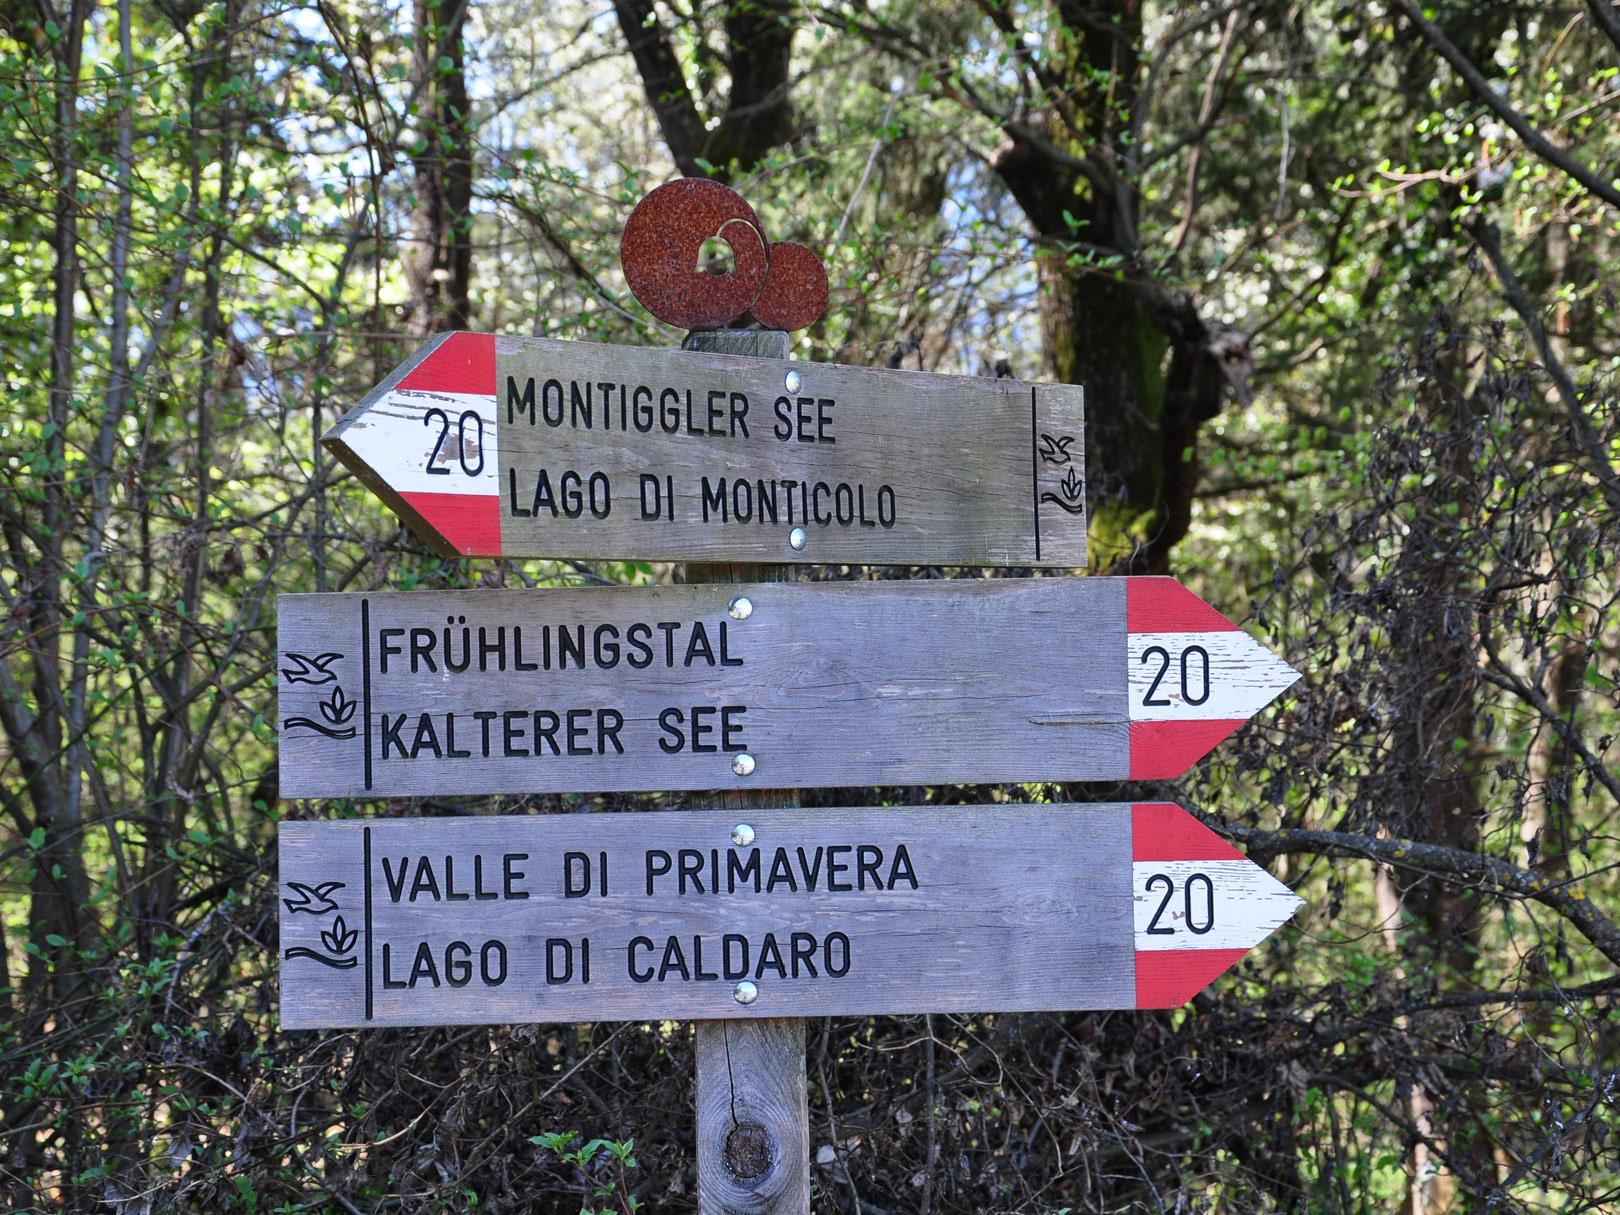 20 MONTIGGLER SEE
LAGO DI MONTICOLO
FRÜHLINGSTAL
KALTERER SEE 20
VALLE DI PRIMAVERA
LAGO DI CALDARO 20